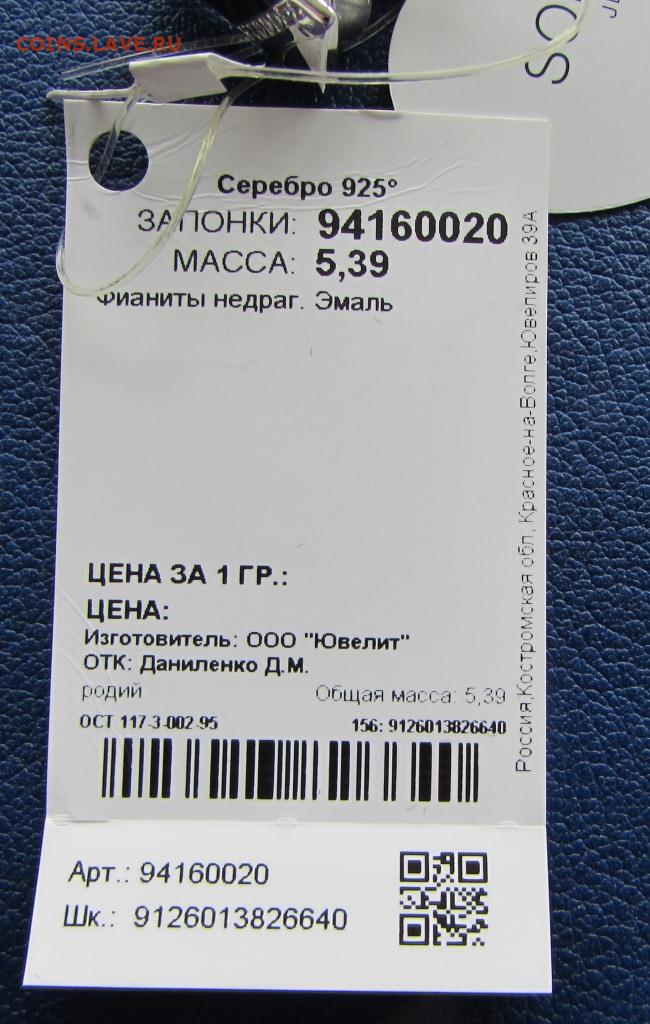 COINS.LAVE.RU
SO
Серебро 925°
ЗАПОНКИ: 94160020
МАССА: 5,39
Фианиты недраг. Эмаль
ЦЕНА ЗА 1 ГР.:
ЦЕНА:
Изготовитель: ООО "Ювелит"
ОТК: Даниленко Д.М.
родий Общая масса: 5,39
ОСТ 117-3-002-95 156: 9126013826640
Россия,Костромская обл, Красное-на-Волге,Ювелиров 39А
Арт.: 94160020
Шк.: 9126013826640